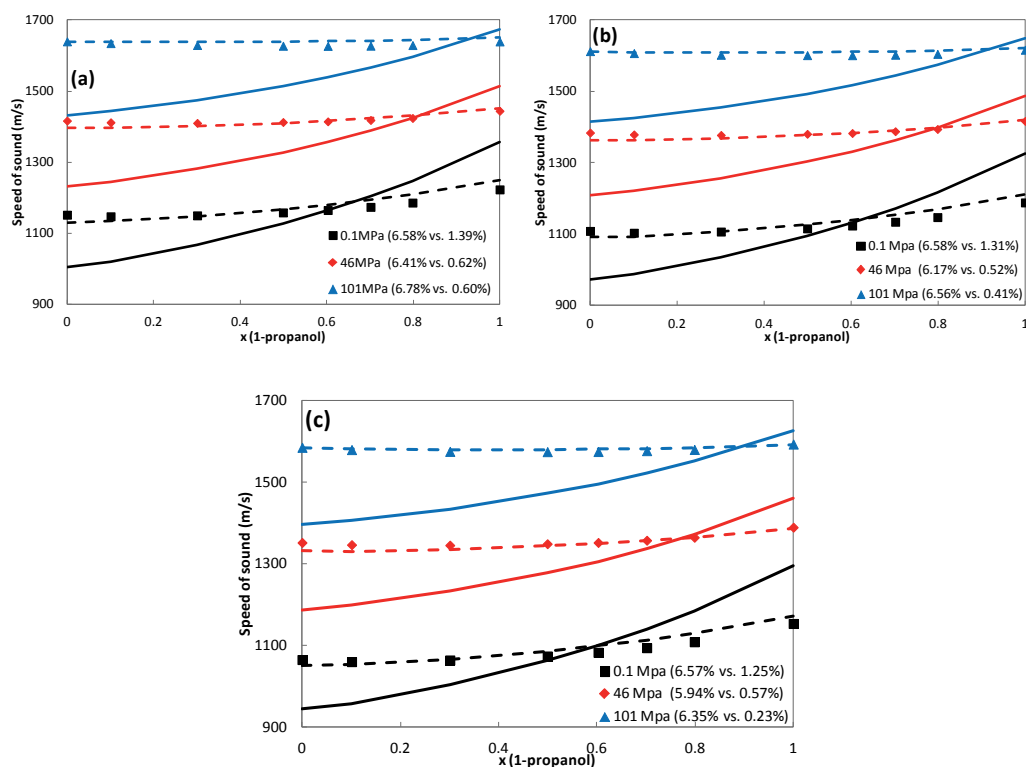 1700
(a)
Speed of sound (m/s)
1500
1300
1100
900
0.1MPa (6.58% vs. 1.39%)
46MPa (6.41% vs. 0.62%)
101MPa (6.78% vs. 0.60%)
0 0.2 0.4 0.6 0.8 1
x (1-propanol)
1700
(b)
Speed of sound (m/s)
1500
1300
1100
900
0.1 Mpa (6.58% vs. 1.31%)
46 Mpa (6.17% vs. 0.52%)
101 Mpa (6.56% vs. 0.41%)
0 0.2 0.4 0.6 0.8 1
x (1-propanol)
1700
(c)
Speed of sound (m/s)
1500
1300
1100
900
0.1 Mpa (6.57% vs. 1.25%)
46 Mpa (5.94% vs. 0.57%)
101 Mpa (6.35% vs. 0.23%)
0 0.2 0.4 0.6 0.8 1
x (1-propanol)